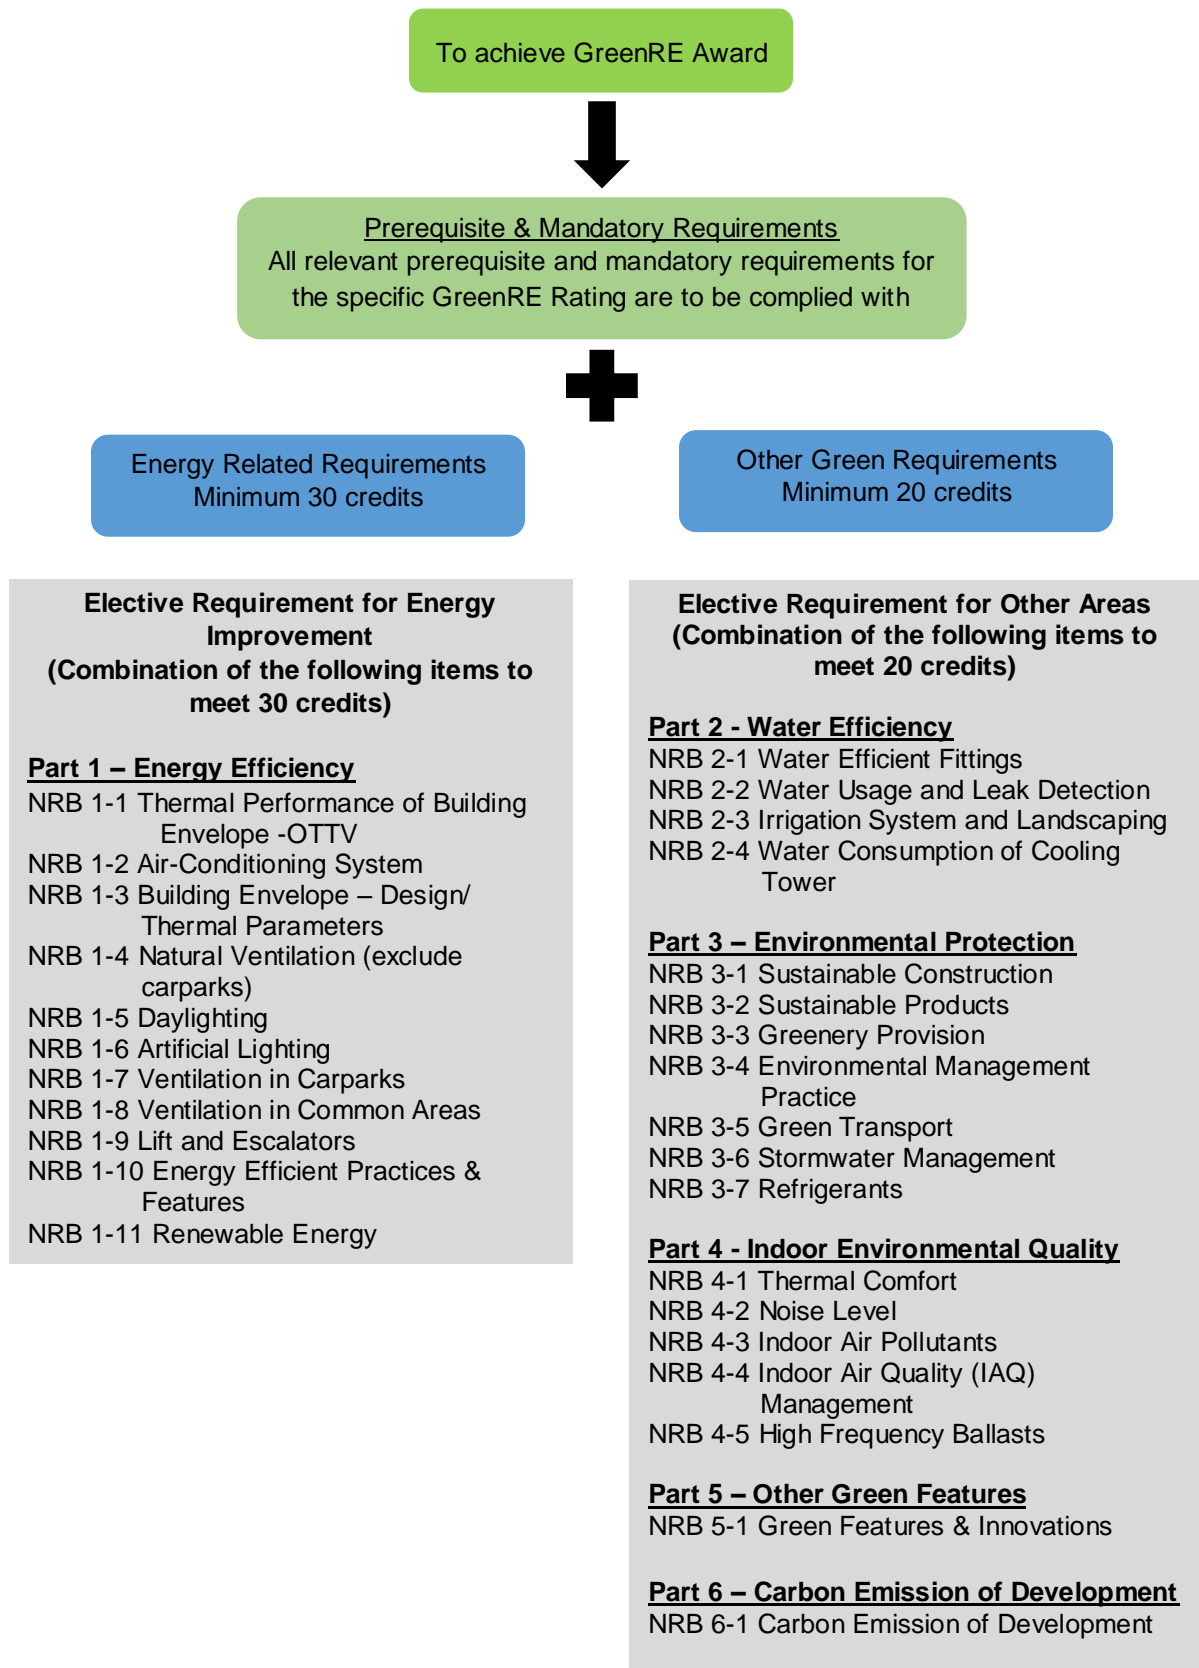 To achieve GreenRE Award
Prerequisite & Mandatory Requirements
All relevant prerequisite and mandatory requirements for
the specific GreenRE Rating are to be complied with
Energy Related Requirements
Minimum 30 credits
Other Green Requirements
Minimum 20 credits
Elective Requirement for Energy
Improvement
(Combination of the following items to
meet 30 credits)
Part 1 – Energy Efficiency
NRB 1-1 Thermal Performance of Building
Envelope -OTTV
NRB 1-2 Air-Conditioning System
NRB 1-3 Building Envelope – Design/
Thermal Parameters
NRB 1-4 Natural Ventilation (exclude
carparks)
NRB 1-5 Daylighting
NRB 1-6 Artificial Lighting
NRB 1-7 Ventilation in Carparks
NRB 1-8 Ventilation in Common Areas
NRB 1-9 Lift and Escalators
NRB 1-10 Energy Efficient Practices &
Features
NRB 1-11 Renewable Energy
Elective Requirement for Other Areas
(Combination of the following items to
meet 20 credits)
Part 2 - Water Efficiency
NRB 2-1 Water Efficient Fittings
NRB 2-2 Water Usage and Leak Detection
NRB 2-3 Irrigation System and Landscaping
NRB 2-4 Water Consumption of Cooling
Tower
Part 3 – Environmental Protection
NRB 3-1 Sustainable Construction
NRB 3-2 Sustainable Products
NRB 3-3 Greenery Provision
NRB 3-4 Environmental Management
Practice
NRB 3-5 Green Transport
NRB 3-6 Stormwater Management
NRB 3-7 Refrigerants
Part 4 - Indoor Environmental Quality
NRB 4-1 Thermal Comfort
NRB 4-2 Noise Level
NRB 4-3 Indoor Air Pollutants
NRB 4-4 Indoor Air Quality (IAQ)
Management
NRB 4-5 High Frequency Ballasts
Part 5 – Other Green Features
NRB 5-1 Green Features & Innovations
Part 6 – Carbon Emission of Development
NRB 6-1 Carbon Emission of Development